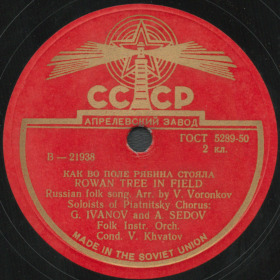 СССР
АПРЕЛЕВСКИЙ ЗАВОД
ГОСТ 5289-50
В — 21938
2 кл.
КАК ВО ПОЛЕ РЯБИНА СТОЯЛА
ROWAN TREE IN FIELD
Russian folk song, Arr. by V. Voronkov
Soloists of Piatnitsky Chorus:
G. IVANOV and A. SEDOV
Folk Instr. Orch.
Cond. V. Khvatov
MADE IN THE SOVIET UNION